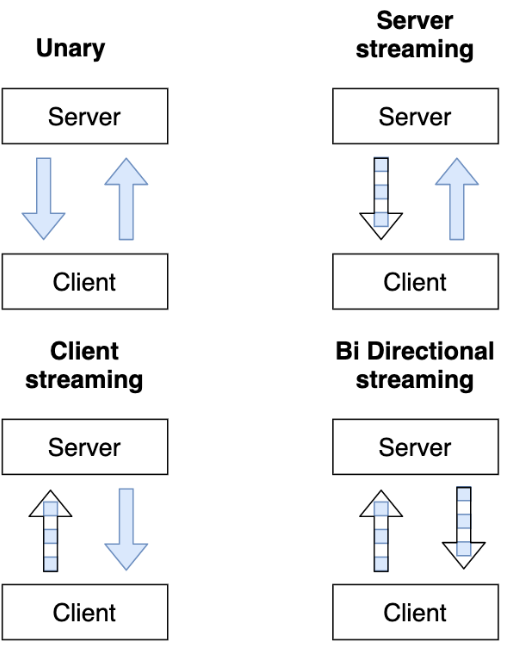 Unary
Server
Client
Server
streaming
Server
Client
Client
streaming
Server
Client
Bi Directional
streaming
Server
Client